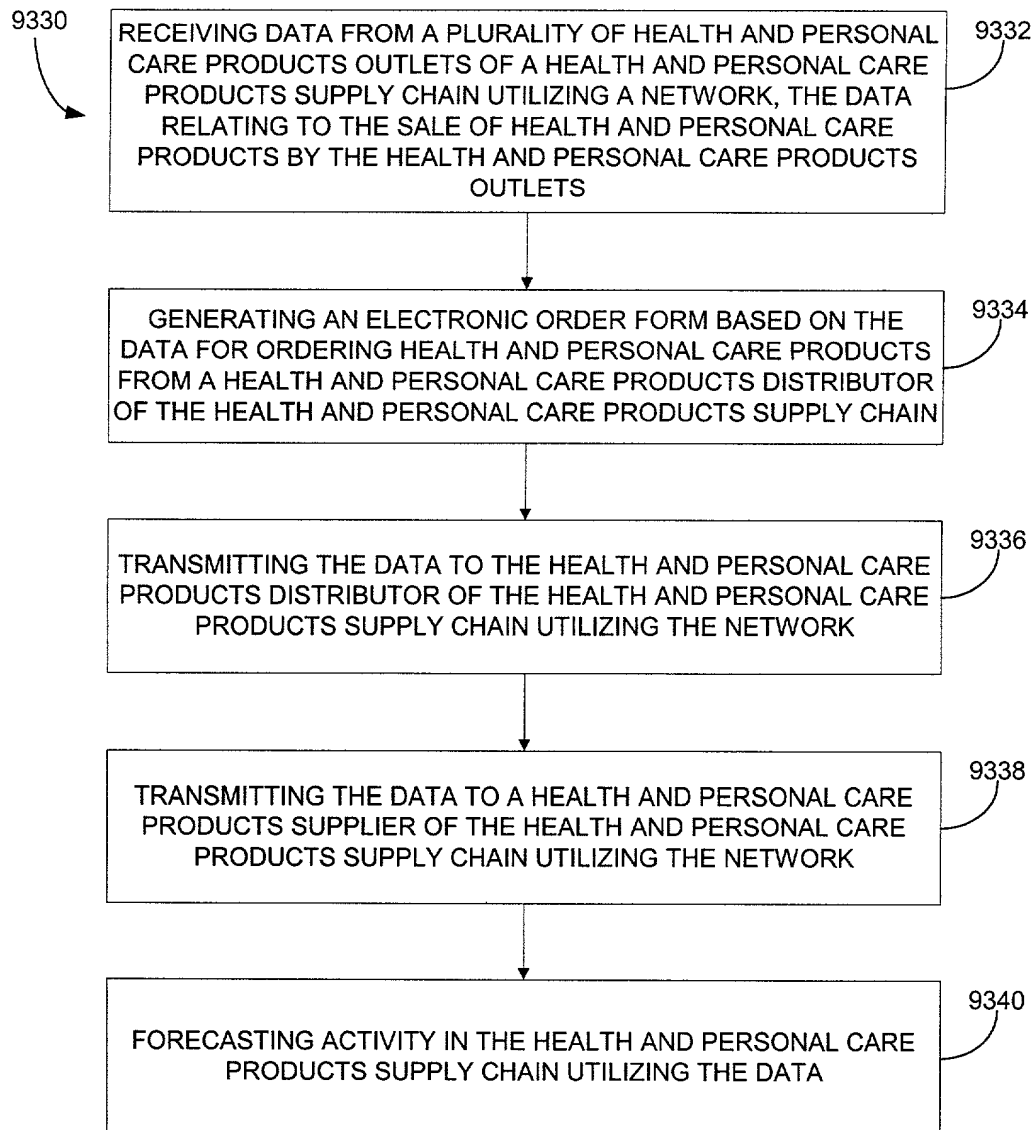 9330
RECEIVING DATA FROM A PLURALITY OF HEALTH AND PERSONAL
CARE PRODUCTS OUTLETS OF A HEALTH AND PERSONAL CARE
PRODUCTS SUPPLY CHAIN UTILIZING A NETWORK, THE DATA
RELATING TO THE SALE OF HEALTH AND PERSONAL CARE
PRODUCTS BY THE HEALTH AND PERSONAL CARE PRODUCTS
OUTLETS
9332
GENERATING AN ELECTRONIC ORDER FORM BASED ON THE
DATA FOR ORDERING HEALTH AND PERSONAL CARE PRODUCTS
FROM A HEALTH AND PERSONAL CARE PRODUCTS DISTRIBUTOR
OF THE HEALTH AND PERSONAL CARE PRODUCTS SUPPLY CHAIN
9334
TRANSMITTING THE DATA TO THE HEALTH AND PERSONAL CARE
PRODUCTS DISTRIBUTOR OF THE HEALTH AND PERSONAL CARE
PRODUCTS SUPPLY CHAIN UTILIZING THE NETWORK
9336
TRANSMITTING THE DATA TO A HEALTH AND PERSONAL CARE
PRODUCTS SUPPLIER OF THE HEALTH AND PERSONAL CARE
PRODUCTS SUPPLY CHAIN UTILIZING THE NETWORK
9338
FORECASTING ACTIVITY IN THE HEALTH AND PERSONAL CARE
PRODUCTS SUPPLY CHAIN UTILIZING THE DATA
9340